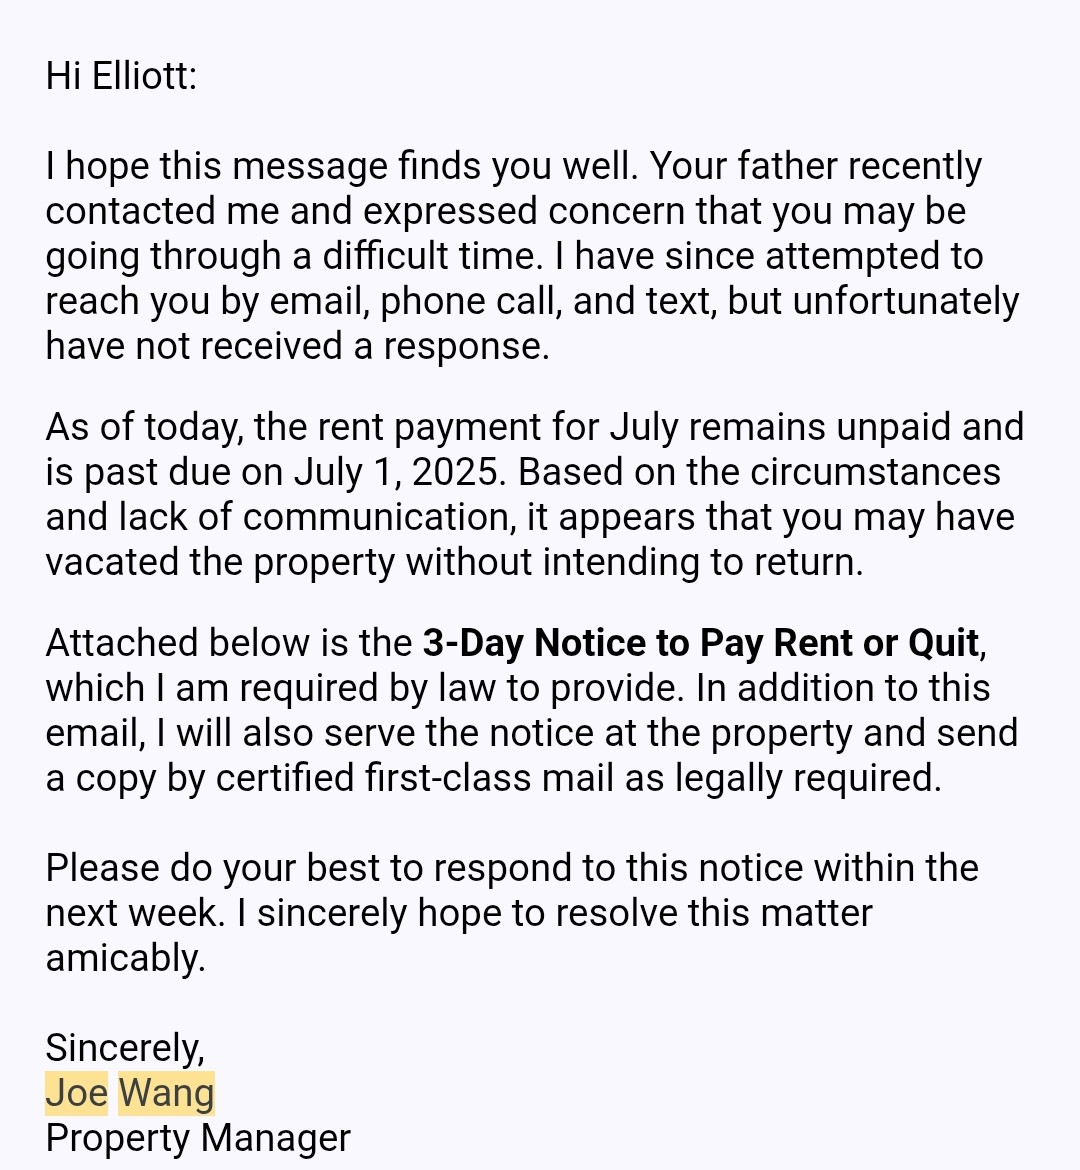 Hi Elliott:
I hope this message finds you well. Your father recently
contacted me and expressed concern that you may be
going through a difficult time. I have since attempted to
reach you by email, phone call, and text, but unfortunately
have not received a response.
As of today, the rent payment for July remains unpaid and
is past due on July 1, 2025. Based on the circumstances
and lack of communication, it appears that you may have
vacated the property without intending to return.
Attached below is the 3-Day Notice to Pay Rent or Quit,
which I am required by law to provide. In addition to this
email, I will also serve the notice at the property and send
a copy by certified first-class mail as legally required.
Please do your best to respond to this notice within the
next week. I sincerely hope to resolve this matter
amicably.
Sincerely,
Joe Wang
Property Manager